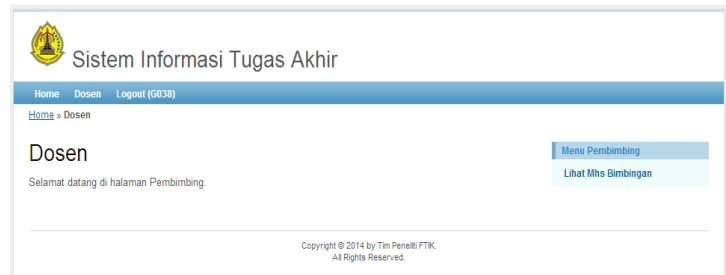 Sistem Informasi Tugas Akhir
Home Dosen Logout (G038)
Home » Dosen
Dosen
Selamat datang di halaman Pembimbing.
Menu Pembimbing
Lihat Mhs Bimbingan
Copyright © 2014 by Tim Peneliti FTIK.
All Rights Reserved.